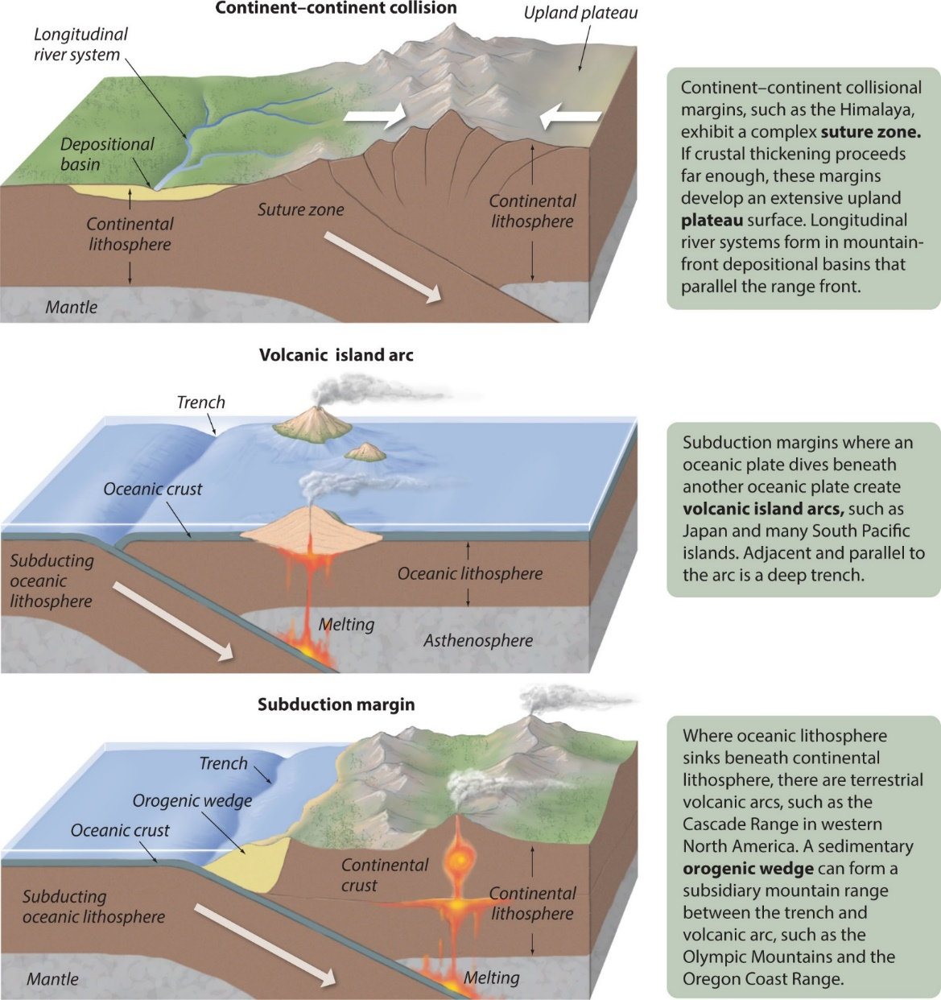 Continent–continent collision
Upland plateau
Longitudinal
river system
Depositional
basin
Continental
lithosphere
Suture zone
Continental
lithosphere
Mantle
Continent–continent collisional
margins, such as the Himalaya,
exhibit a complex suture zone.
If crustal thickening proceeds
far enough, these margins
develop an extensive upland
plateau surface. Longitudinal
river systems form in mountain-
front depositional basins that
parallel the range front.
Volcanic island arc
Trench
Oceanic crust
Subducting
oceanic
lithosphere
Oceanic lithosphere
Melting
Asthenosphere
Subduction margins where an
oceanic plate dives beneath
another oceanic plate create
volcanic island arcs, such as
Japan and many South Pacific
islands. Adjacent and parallel to
the arc is a deep trench.
Subduction margin
Trench
Orogenic wedge
Oceanic crust
Continental
crust
Subducting
oceanic lithosphere
Continental
lithosphere
Mantle
Melting
Where oceanic lithosphere
sinks beneath continental
lithosphere, there are terrestrial
volcanic arcs, such as the
Cascade Range in western
North America. A sedimentary
orogenic wedge can form a
subsidiary mountain range
between the trench and
volcanic arc, such as the
Olympic Mountains and the
Oregon Coast Range.